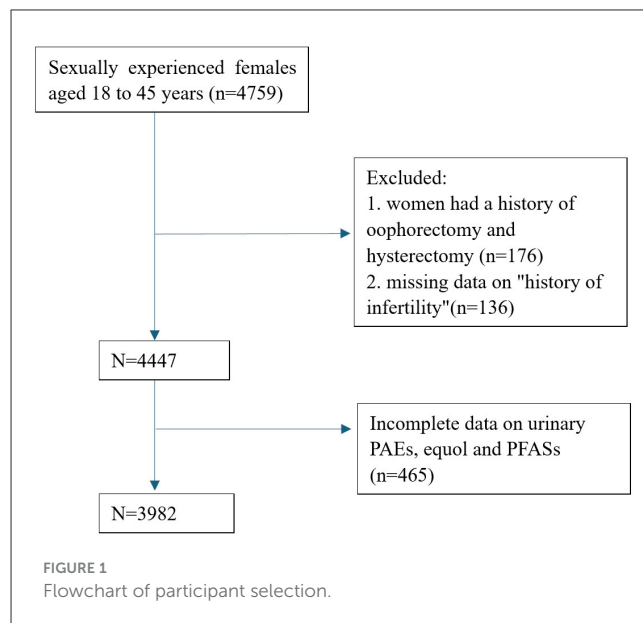 Sexually experienced females
aged 18 to 45 years (n=4759)
Excluded:
1. women had a history of
oophorectomy and
hysterectomy (n=176)
2. missing data on "history of
infertility"(n=136)
N=4447
Incomplete data on urinary
PAEs, equol and PFASs
(n=465)
N=3982
FIGURE 1
Flowchart of participant selection.